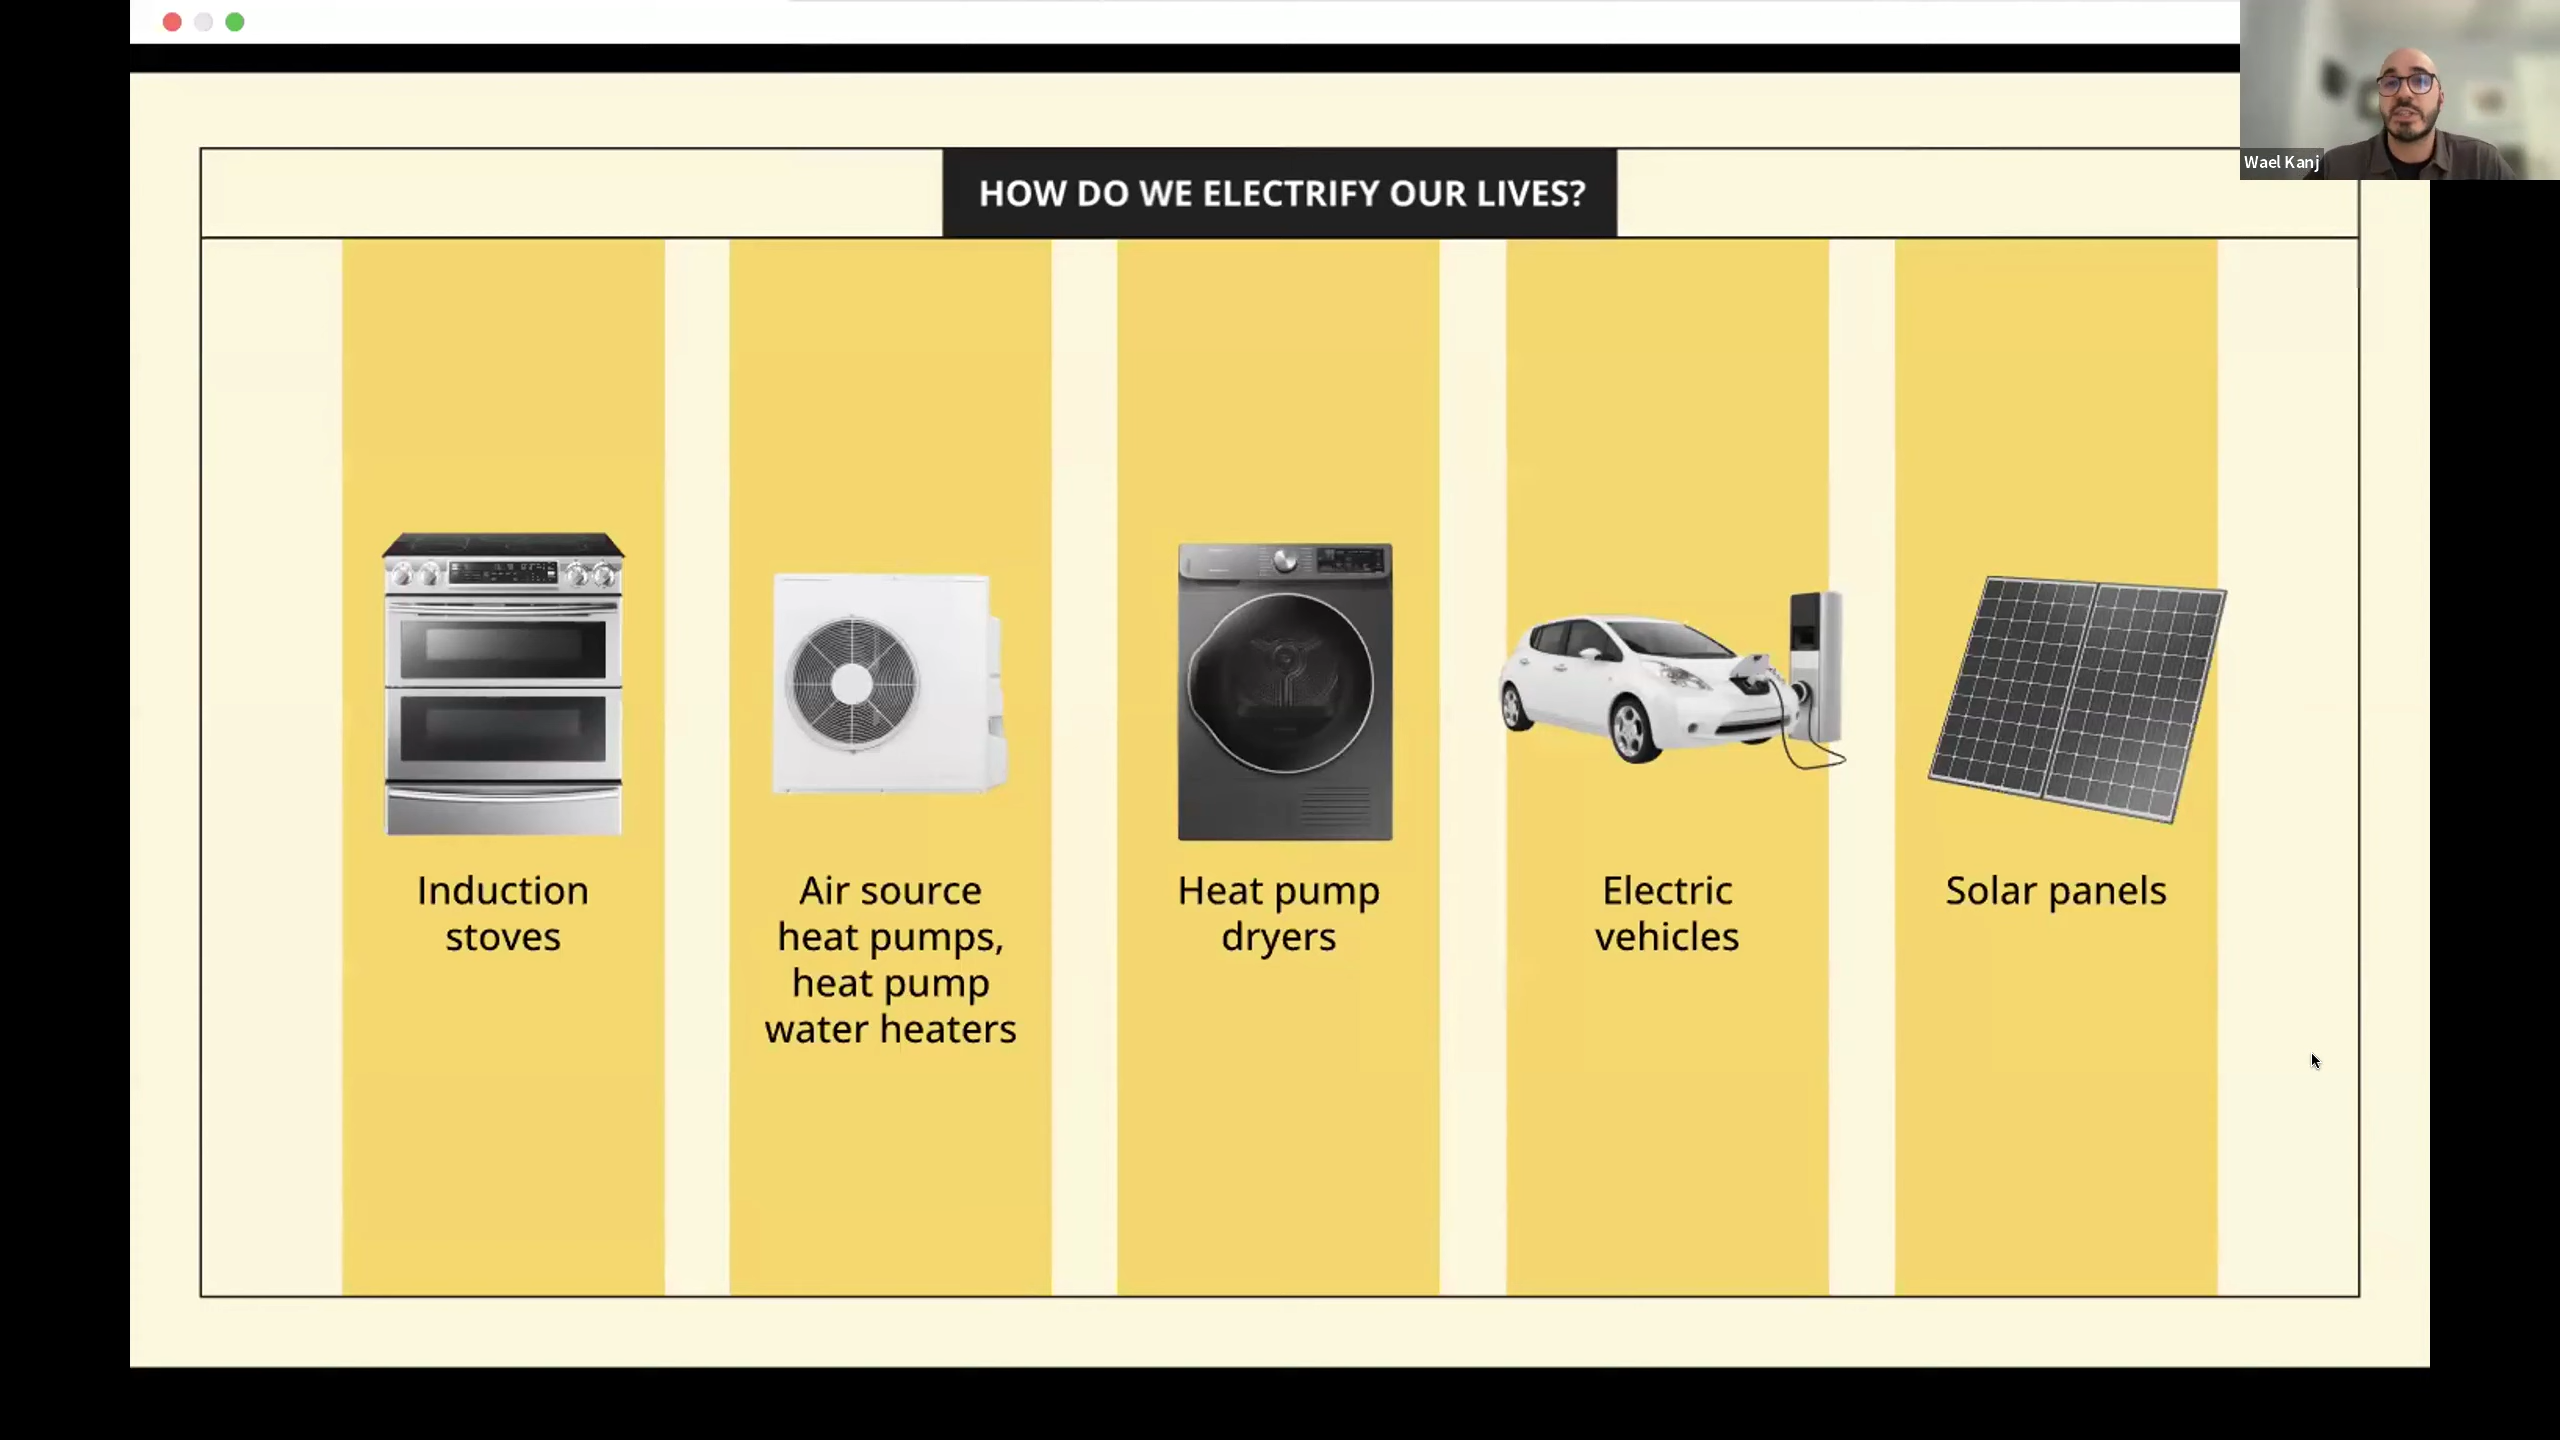 HOW DO WE ELECTRIFY OUR LIVES?
Wael Kanj
Induction
stoves
Air source
heat pumps,
heat pump
water heaters
Heat pump
dryers
Electric
vehicles
Solar panels